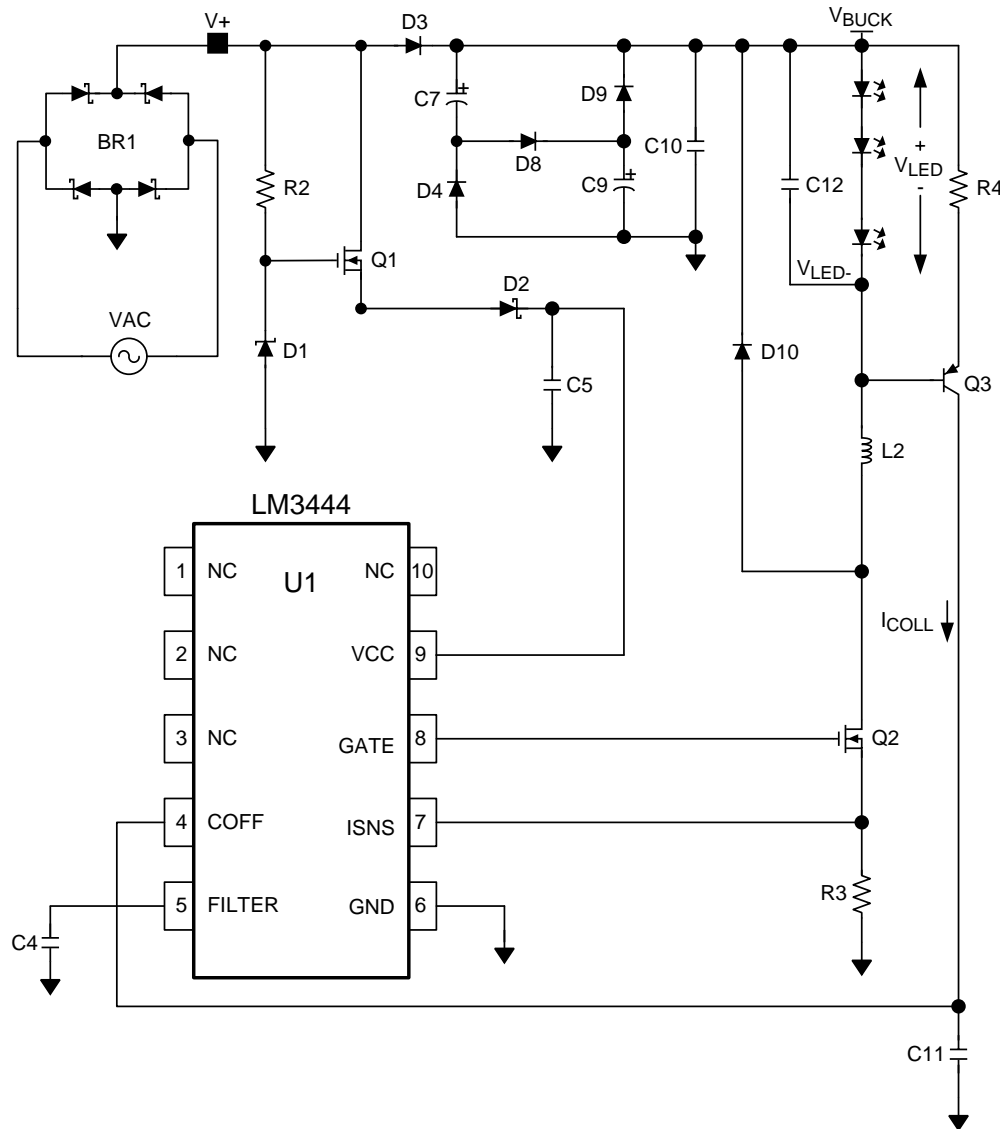 V+
D3
VBUCK
C7
D9
BR1
D8
C10
+
VLED
-
R2
D4
C9
C12
R4
Q1
VLED-
D2
VAC
D1
D10
C5
Q3
L2
LM3444
1 NC
U1
NC 10
ICOLL
2 NC
VCC 9
3 NC
GATE 8
Q2
4 COFF
ISNS 7
R3
5 FILTER
GND 6
C4
C11